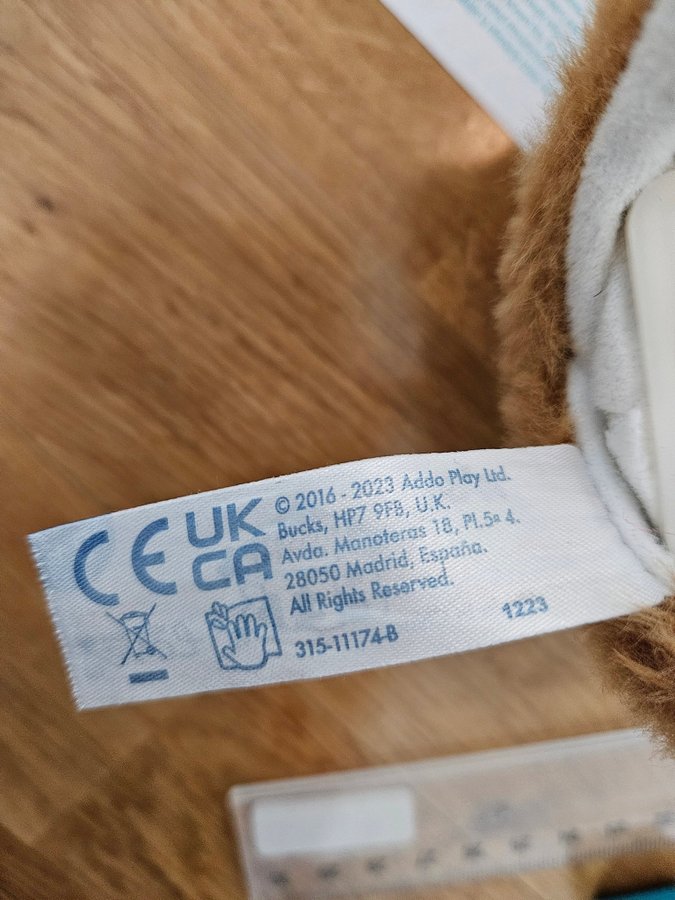 CE
UK
CA
© 2016 - 2023 Addo Play Ltd.
Bucks, HP7 9FB, U.K.
Avda. Manoteras 18, Pl.5ª 4.
28050 Madrid, España.
All Rights Reserved.
315-11174-B
1223